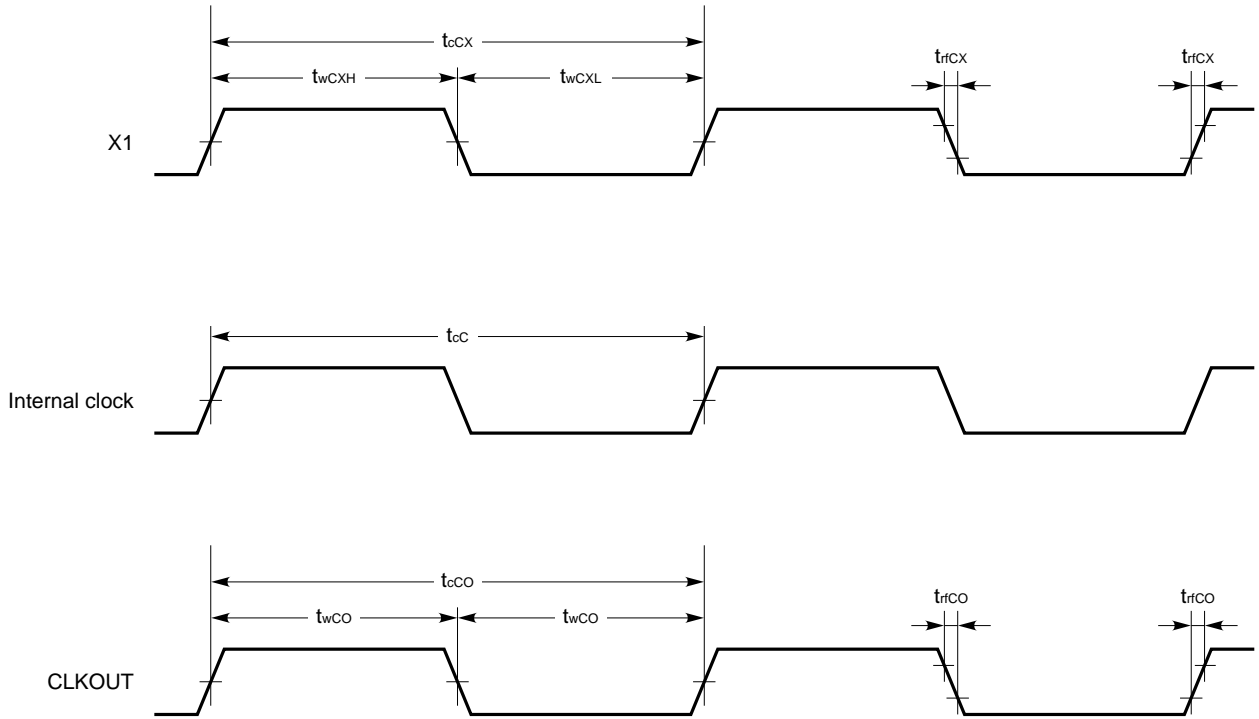 tcCX
twCXH
twCXL
trfCX
trfCX
X1
tcC
Internal clock
tcCO
twCO
twCO
trfCO
trfCO
CLKOUT